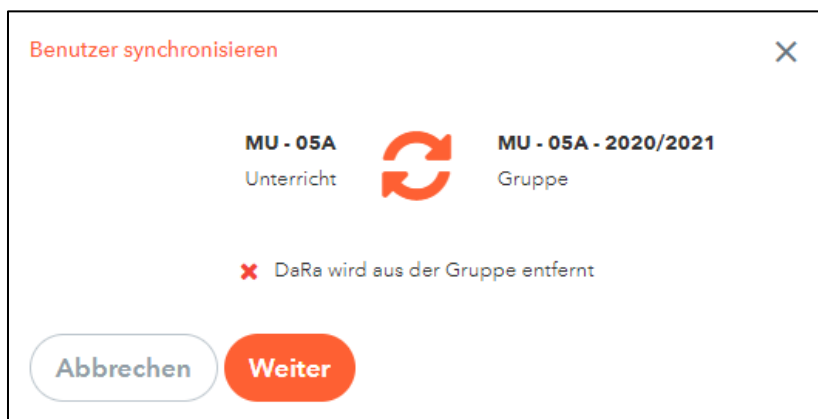 Benutzer synchronisieren
MU - 05A
Unterricht
MU - 05A - 2020/2021
Gruppe
DaRa wird aus der Gruppe entfernt
Abbrechen
Weiter